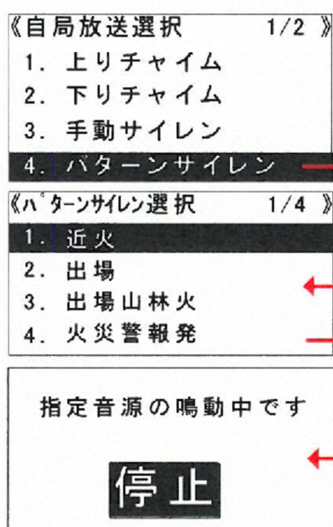 《自局放送選択 1/2 》
1. 上りチャイム
2. 下りチャイム
3. 手動サイレン
4. パターンサイレン
《パターンサイレン選択 1/4 》
1. 近火
2. 出場
3. 出場山林火
4. 火災警報発
指定音源の鳴動中です
停止